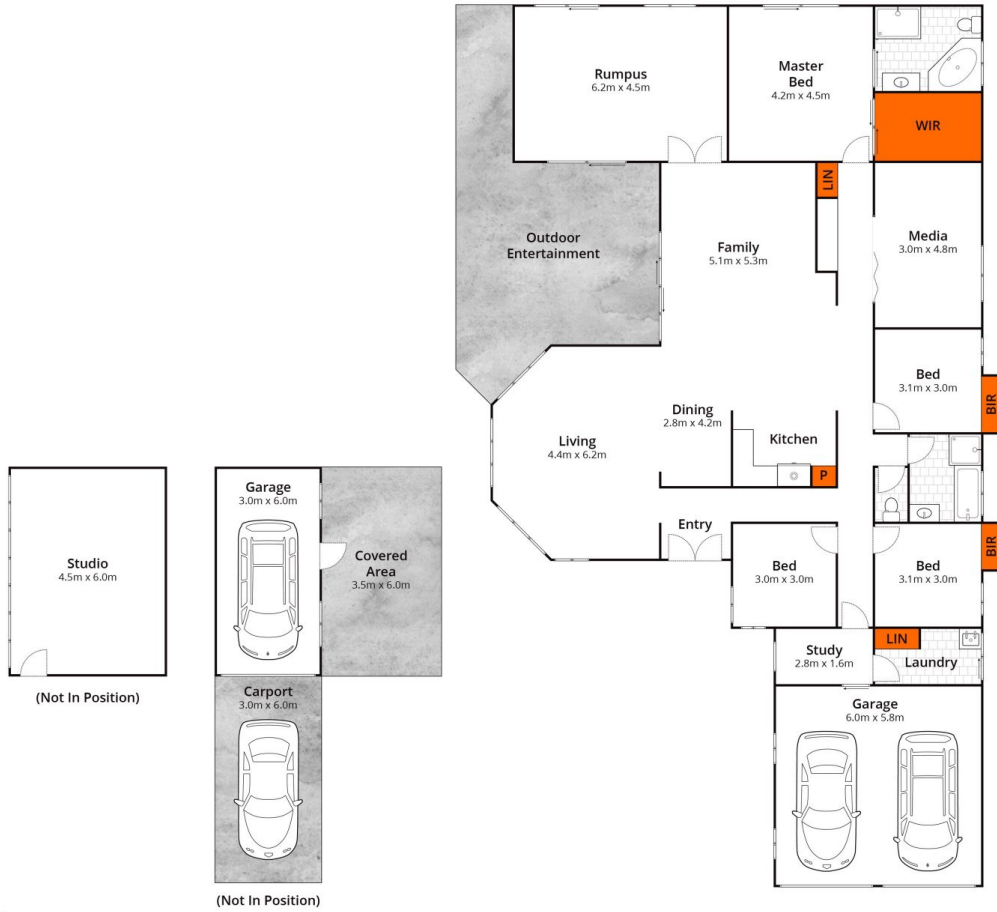 Rumpus
6.2m x 4.5m
Master
Bed
4.2m x 4.5m
WIR
LIN
Outdoor
Entertainment
Family
5.1m x 5.3m
Media
3.0m x 4.8m
Bed
3.1m x 3.0m
BIR
Dining
2.8m x 4.2m
Kitchen
Living
4.4m x 6.2m
P
Entry
Bed
3.0m x 3.0m
Bed
3.1m x 3.0m
BIR
Study
2.8m x 1.6m
LIN
Laundry
Garage
6.0m x 5.8m
Studio
4.5m x 6.0m
(Not In Position)
Garage
3.0m x 6.0m
Covered
Area
3.5m x 6.0m
Carport
3.0m x 6.0m
(Not In Position)